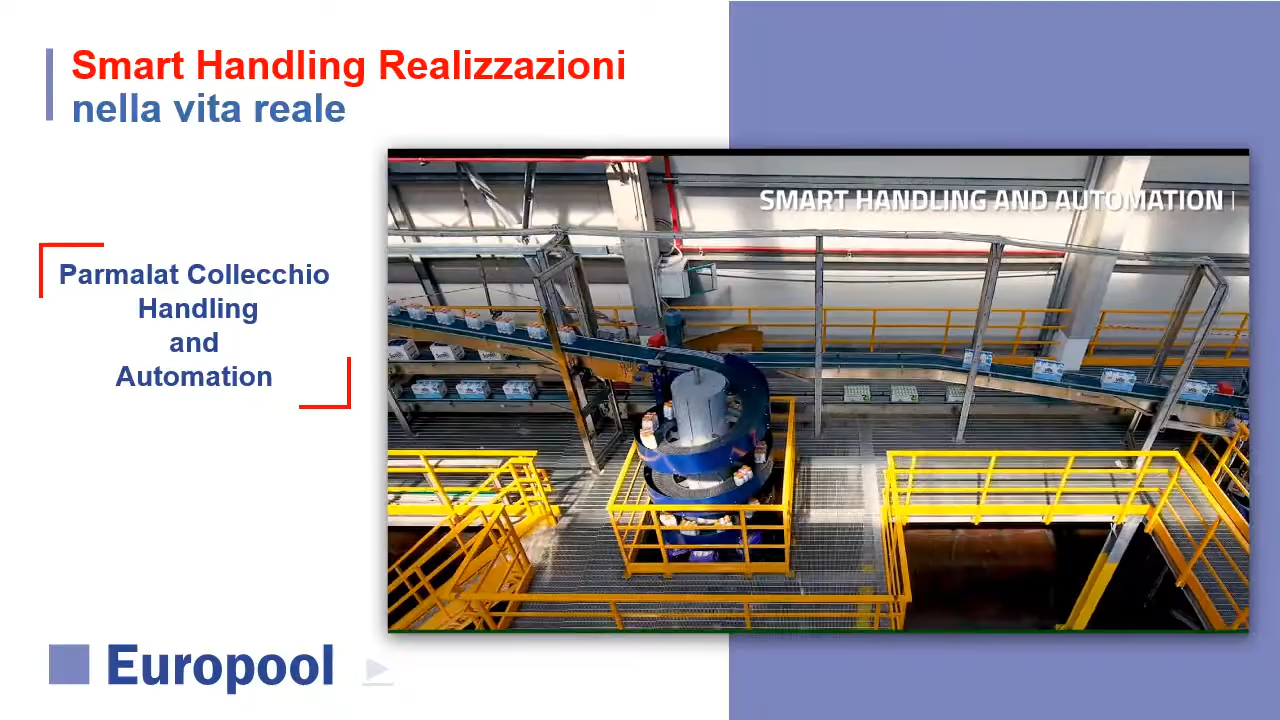 Smart Handling Realizzazioni
nella vita reale
SMART HANDLING AND AUTOMATION
Parmalat Collecchio
Handling
and
Automation
Europool